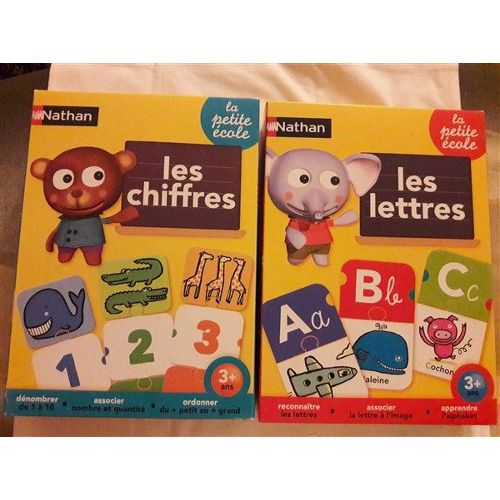 Nathan
la
petite
école
les
chiffres
1
2
3
3+
ans
dénombrer
de 1 à 10
•
associer
nombre et quantité
•
ordonner
du + petit au + grand
Nathan
la
petite
école
les
lettres
A a
B b
C c
Cochon
3+
ans
reconnaître
les lettres
•
associer
la lettre à l'image
•
apprendre
l'alphabet